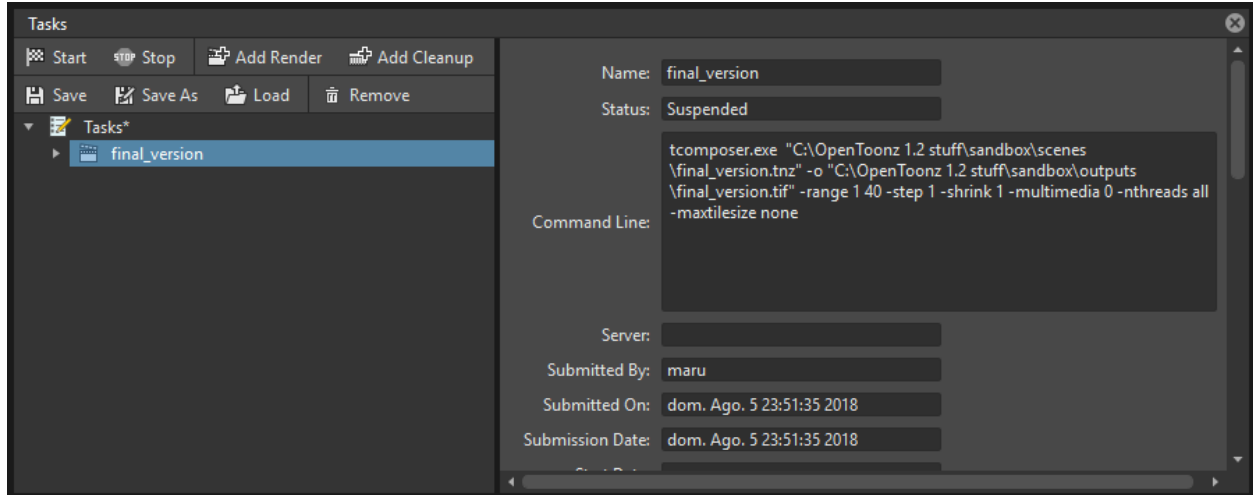 Tasks
Start
STOP Stop
Add Render
Add Cleanup
Save
Save As
Load
Remove
Tasks*
final_version
Name: final_version
Status: Suspended
Command Line:
tcomposer.exe "C:\OpenToonz 1.2 stuff\sandbox\scenes
\final_version.tnz" -o "C:\OpenToonz 1.2 stuff\sandbox\outputs
\final_version.tif" -range 1 40 -step 1 -shrink 1 -multimedia 0 -nthreads all
-maxtilesize none
Server:
Submitted By: maru
Submitted On: dom. Ago. 5 23:51:35 2018
Submission Date: dom. Ago. 5 23:51:35 2018